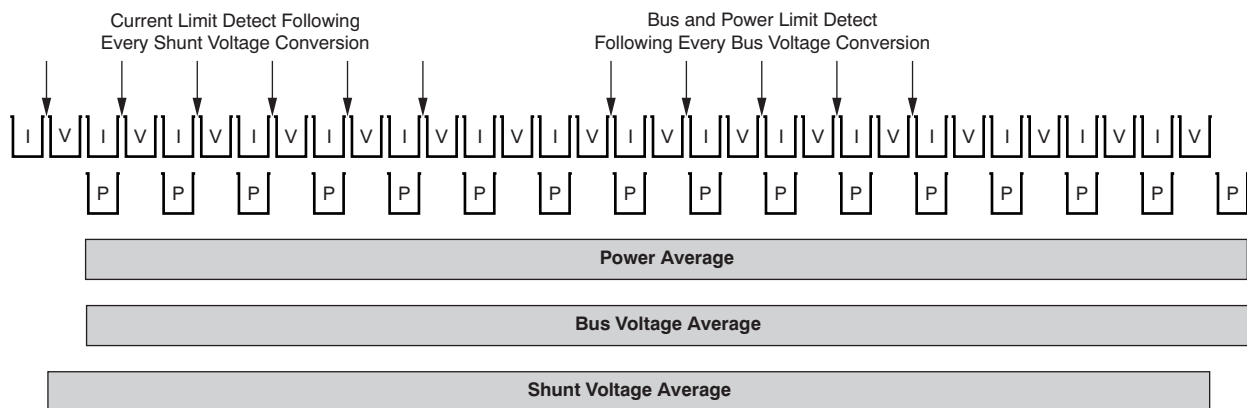 Current Limit Detect Following
Every Shunt Voltage Conversion
Bus and Power Limit Detect
Following Every Bus Voltage Conversion
I V I V I V I V I V I V I V I V I V I V I V I V I V I V I V I V
P P P P P P P P P P P P P P P P
Power Average
Bus Voltage Average
Shunt Voltage Average